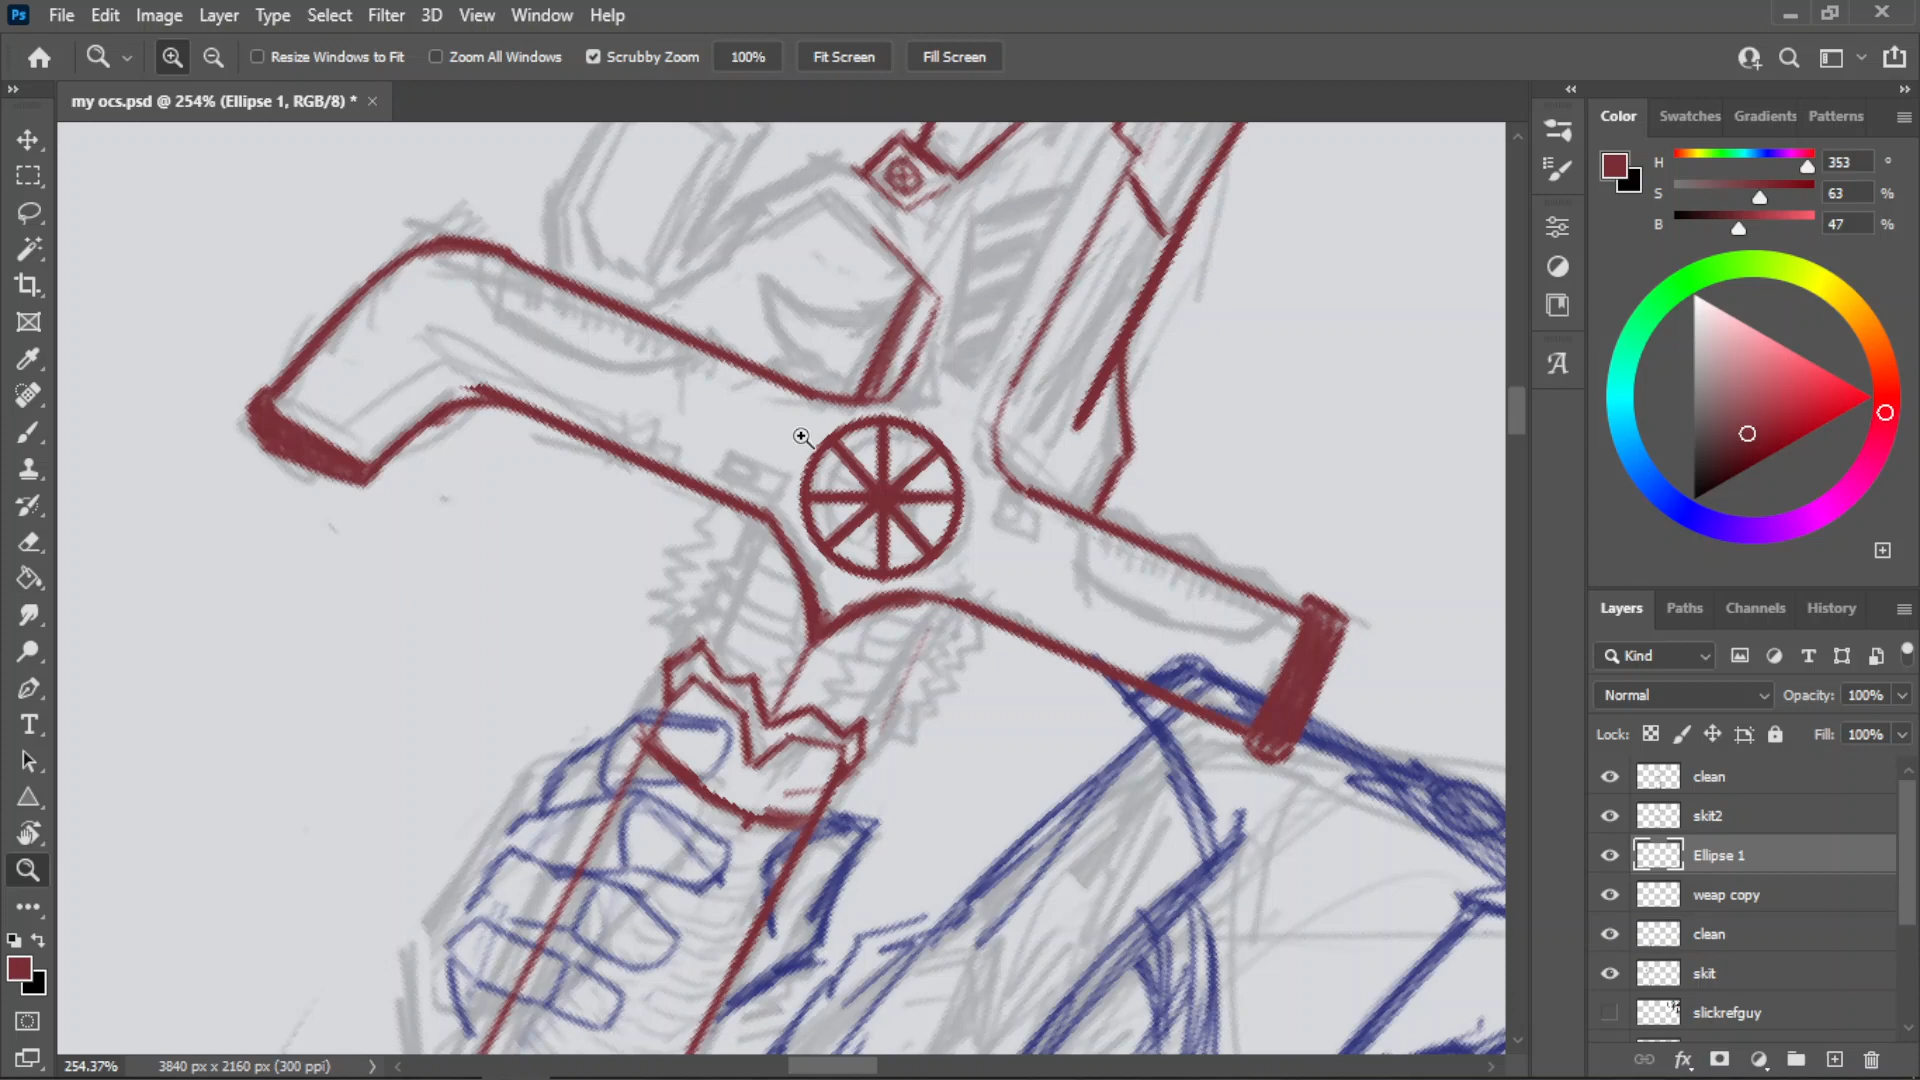 Ps File Edit Image Layer Type Select Filter 3D View Window Help
Resize Windows to Fit Zoom All Windows Scrubby Zoom 100% Fit Screen Fill Screen
my ocs.psd @ 254% (Ellipse 1, RGB/8) *
Color Swatches Gradients Patterns
H 353 °
S 63 %
B 47 %
Layers Paths Channels History
Kind
Normal Opacity: 100%
Lock: Fill: 100%
clean
skit2
Ellipse 1
weap copy
clean
skit
slickrefguy
254.37% 3840 px x 2160 px (300 ppi)